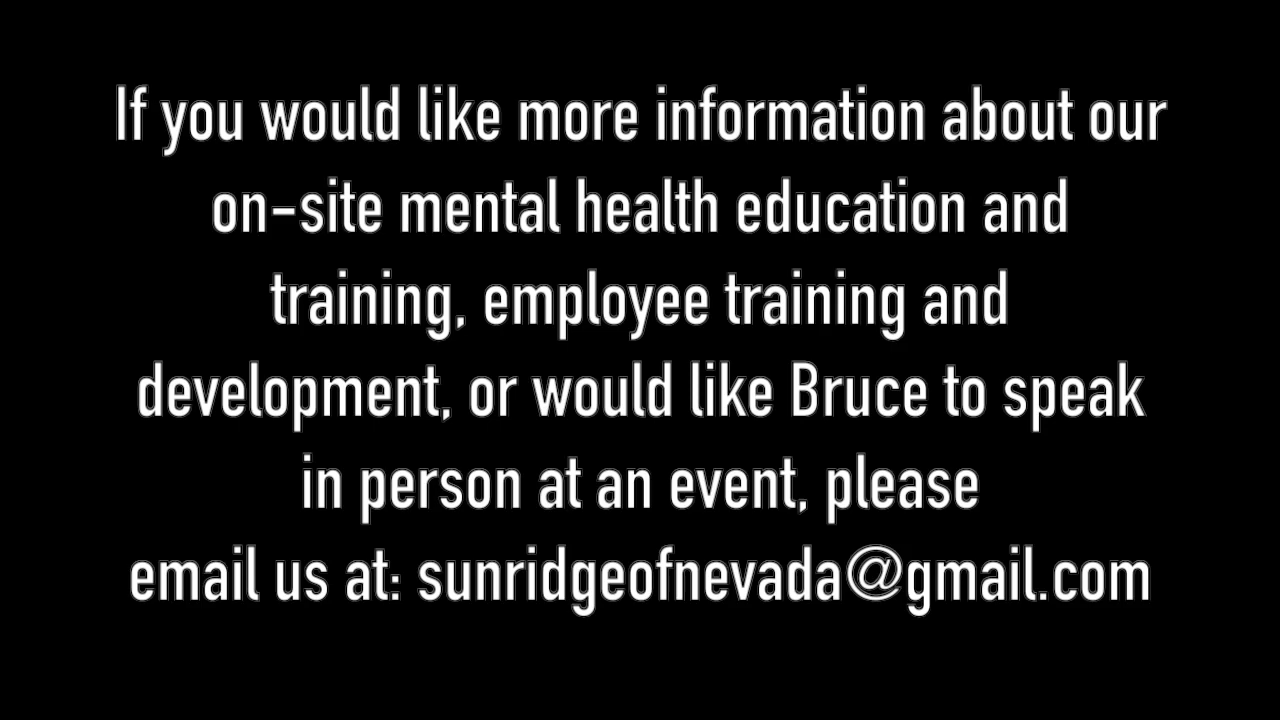 If you would like more information about our
on-site mental health education and
training, employee training and
development, or would like Bruce to speak
in person at an event, please
email us at: sunridgeofnevada@gmail.com